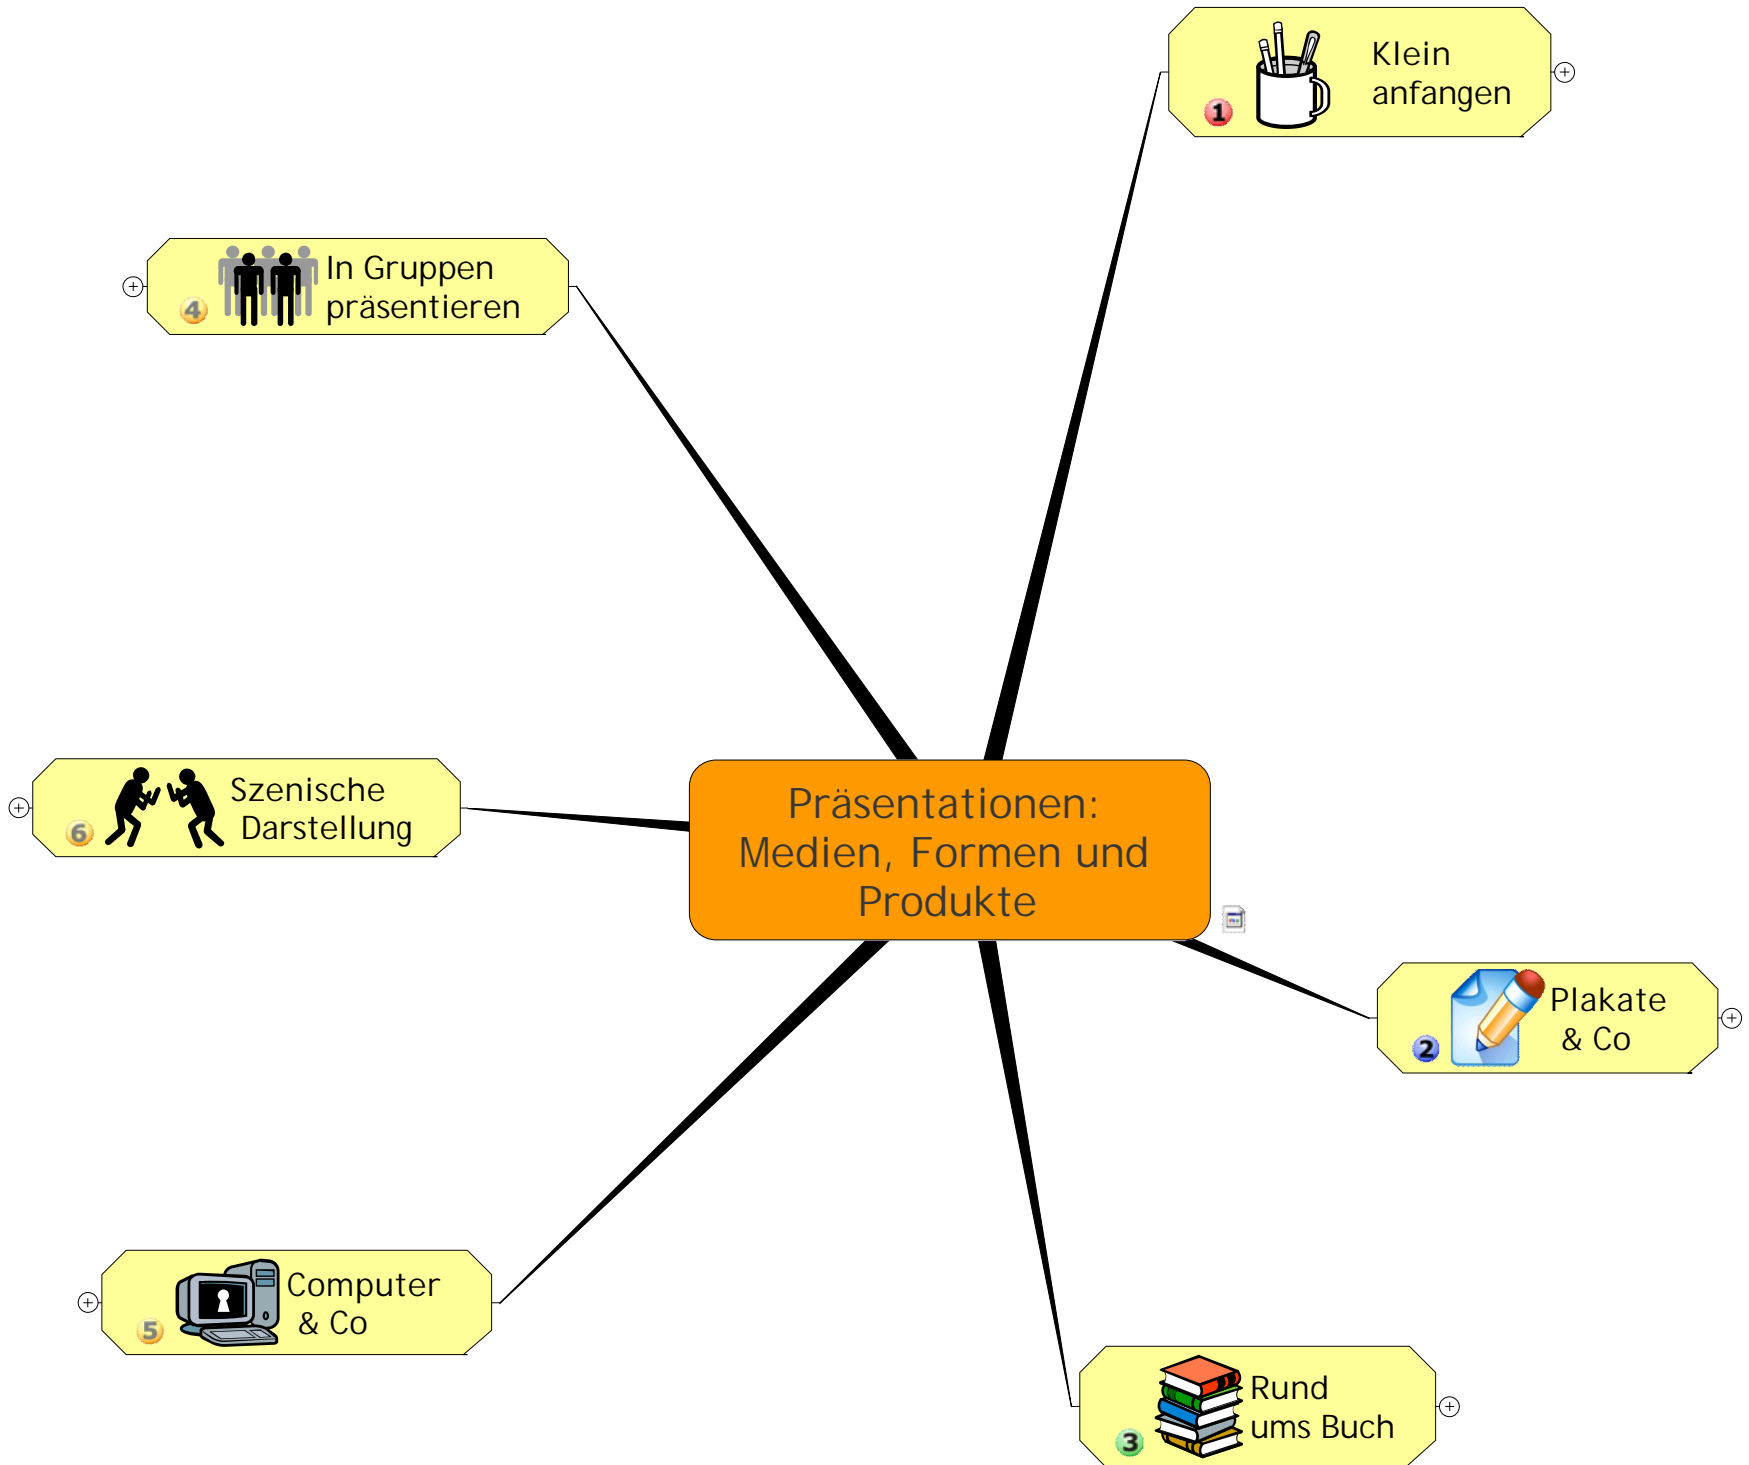 Klein
anfangen
1
In Gruppen
präsentieren
4
Szenische
Darstellung
6
Präsentationen:
Medien, Formen und
Produkte
Plakate
& Co
2
Computer
& Co
5
Rund
ums Buch
3